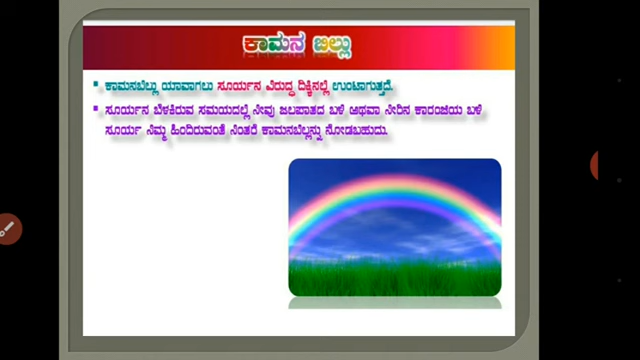 ಕಾಮನ ಬಿಲ್ಲು
ಕಾಮನಬಿಲ್ಲು ಯಾವಾಗಲು ಸೂರ್ಯನ ವಿರುದ್ಧ ದಿಕ್ಕಿನಲ್ಲಿ ಉಂಟಾಗುತ್ತದೆ.
ಸೂರ್ಯನ ಬೆಳಕಿರುವ ಸಮಯದಲ್ಲಿ ನೀವು ಜಲಪಾತದ ಬಳಿ ಅಥವಾ ನೀರಿನ ಕಾರಂಜಿಯ ಬಳಿ
ಸೂರ್ಯ ನಿಮ್ಮ ಹಿಂದಿರುವಂತೆ ನಿಂತರೆ ಕಾಮನಬಿಲ್ಲನ್ನು ನೋಡಬಹುದು.